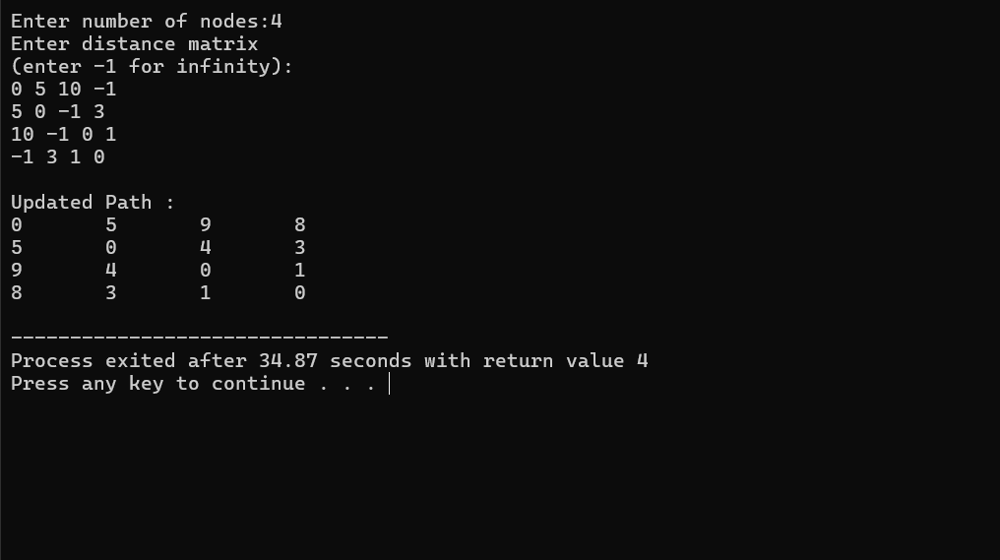 Enter number of nodes:4
Enter distance matrix
(enter -1 for infinity):
0 5 10 -1
5 0 -1 3
10 -1 0 1
-1 3 1 0
Updated Path :
0 5 9 8
5 0 4 3
9 4 0 1
8 3 1 0
--------------------------------
Process exited after 34.87 seconds with return value 4
Press any key to continue . . .